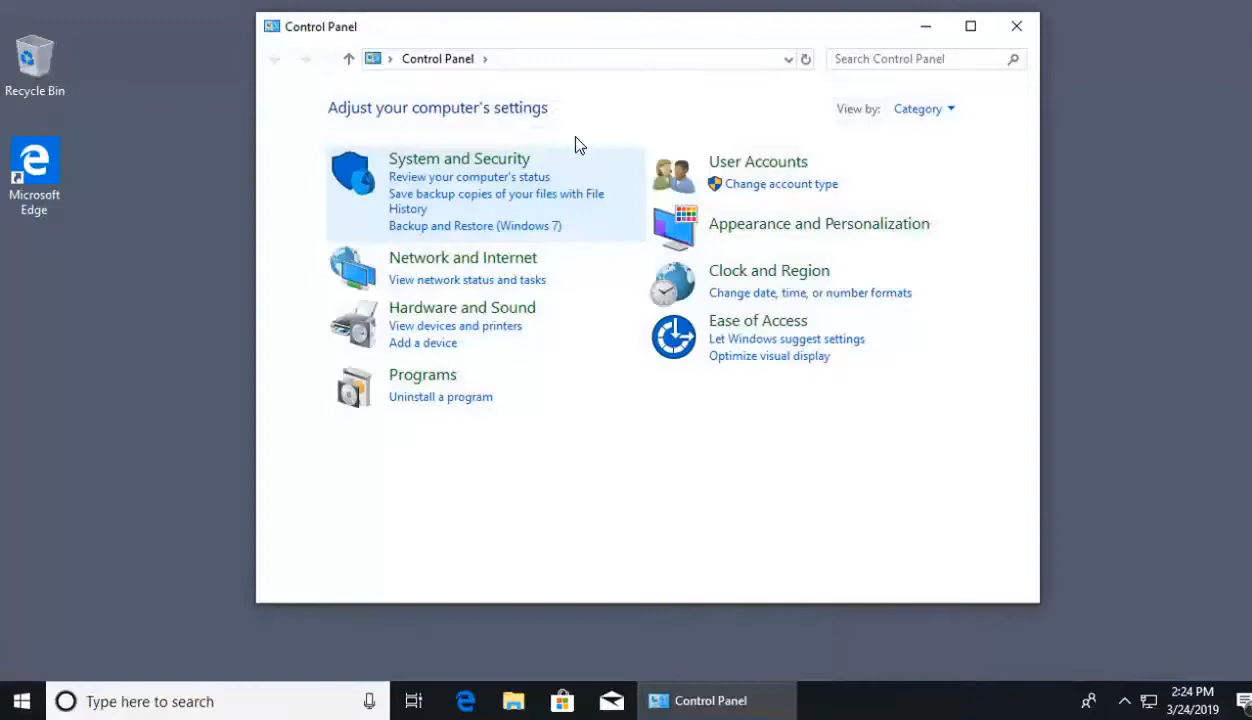 Recycle Bin
Microsoft
Edge
Control Panel
Control Panel
Search Control Panel
Adjust your computer's settings
View by:
Category
System and Security
Review your computer's status
Save backup copies of your files with File
History
Backup and Restore (Windows 7)
Network and Internet
View network status and tasks
Hardware and Sound
View devices and printers
Add a device
Programs
Uninstall a program
User Accounts
Change account type
Appearance and Personalization
Clock and Region
Change date, time, or number formats
Ease of Access
Let Windows suggest settings
Optimize visual display
Type here to search
Control Panel
2:24 PM
3/24/2019